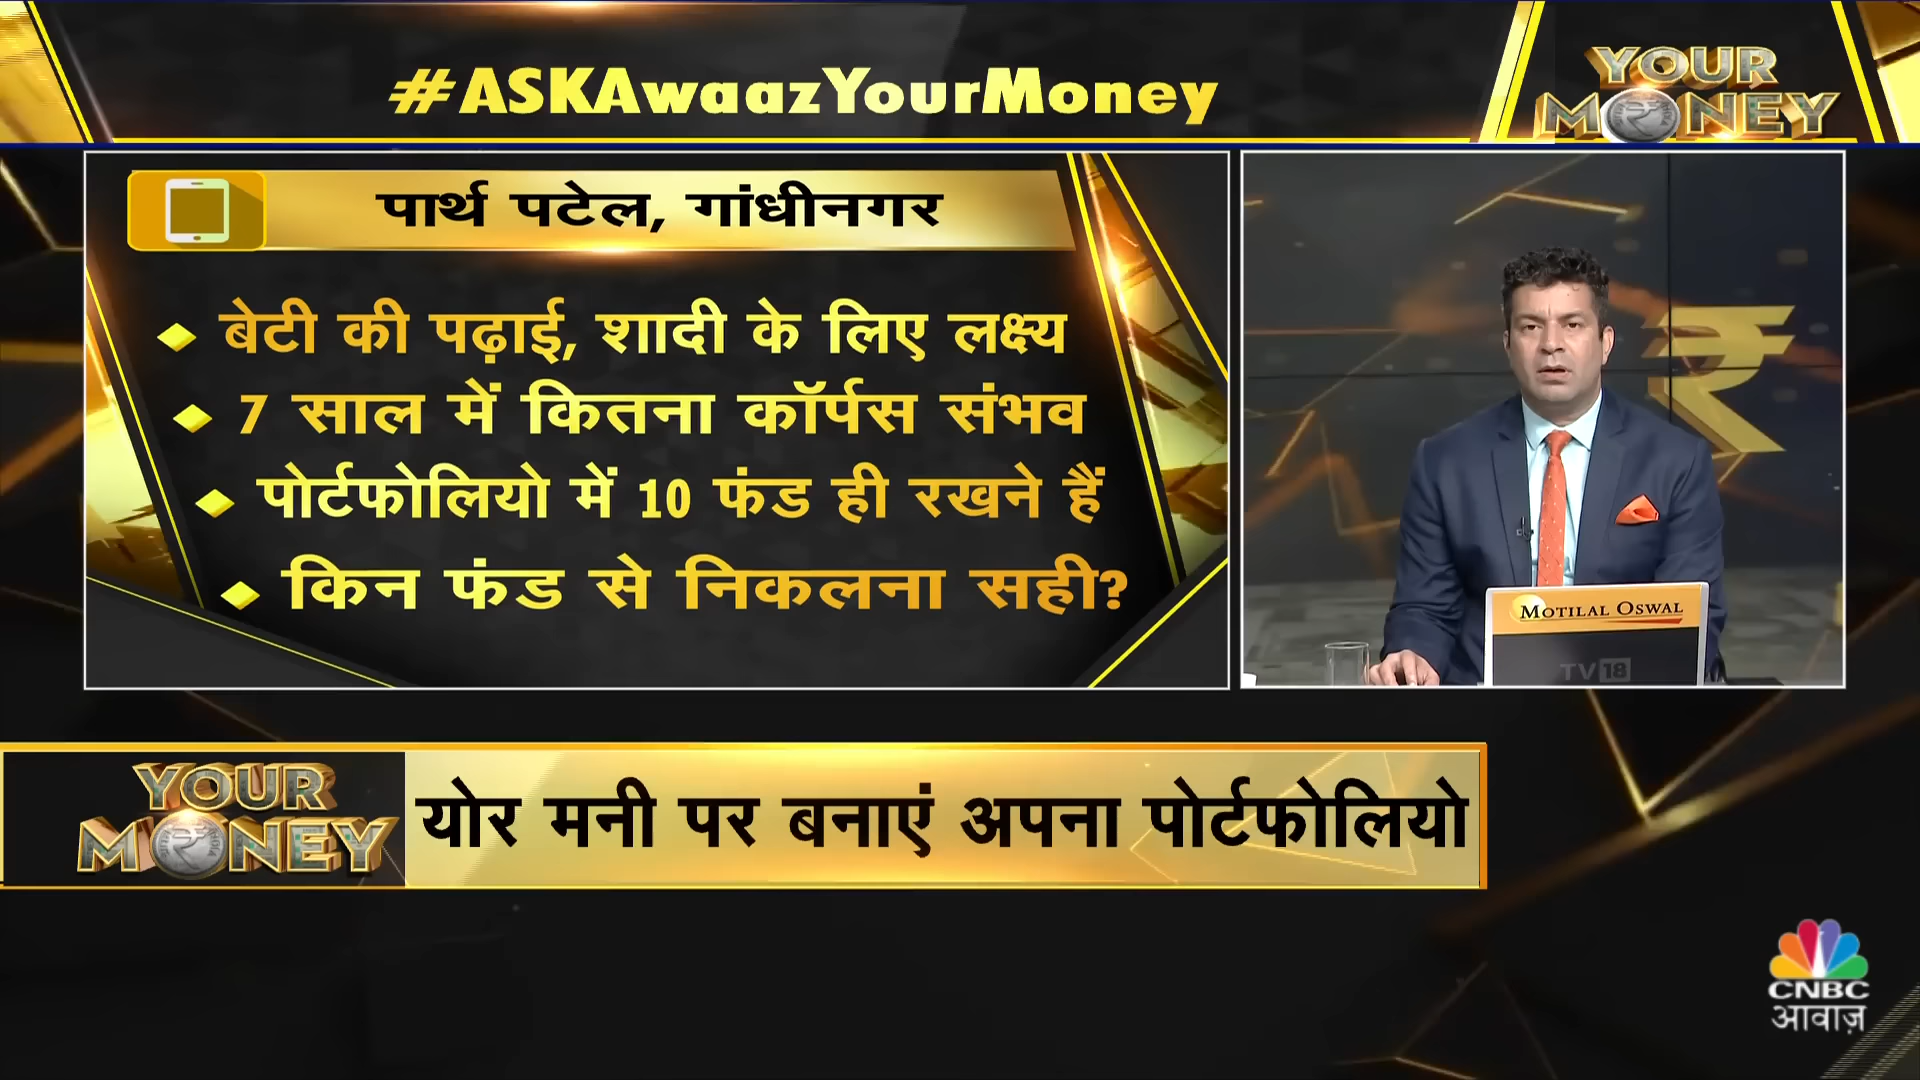 #ASKAwaazYourMoney
YOUR
MONEY
पार्थ पटेल, गांधीनगर
बेटी की पढ़ाई, शादी के लिए लक्ष्य
7 साल में कितना कॉर्पस संभव
पोर्टफोलियो में 10 फंड ही रखने हैं
किन फंड से निकलना सही?
MOTILAL OSWAL
TV18
YOUR
MONEY
योर मनी पर बनाएं अपना पोर्टफोलियो
CNBC
आवाज़